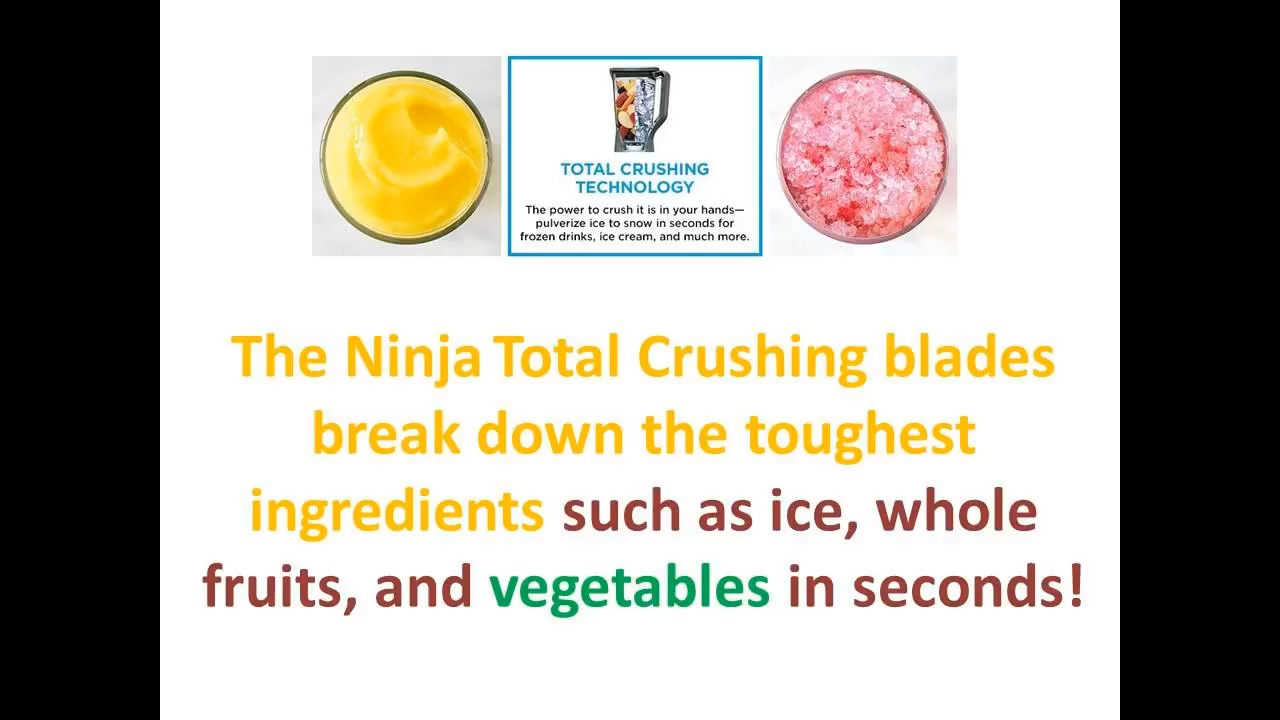 TOTAL CRUSHING
TECHNOLOGY
The power to crush it is in your hands—
pulverize ice to snow in seconds for
frozen drinks, ice cream, and much more.
The Ninja Total Crushing blades
break down the toughest
ingredients such as ice, whole
fruits, and vegetables in seconds!